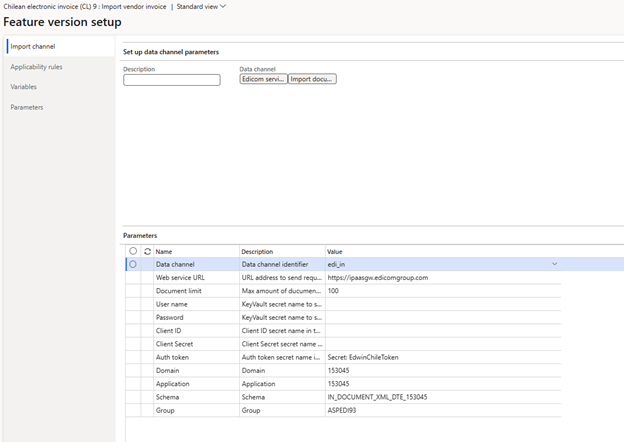 Chilean electronic invoice (CL) 9 : Import vendor invoice | Standard view
Feature version setup
Import channel
Applicability rules
Variables
Parameters
Set up data channel parameters
Description
Data channel
Edicom servi... Import docu...
Parameters
Name Description Value
Data channel Data channel identifier edi_in
Web service URL URL address to send requ... https://ipaasgw.edicomgroup.com
Document limit Max amount of ducumen... 100
User name KeyVault secret name to s...
Password KeyVault secret name to s...
Client ID Client ID secret name in t...
Client Secret Client Secret secret name ...
Auth token Auth token secret name i... Secret: EdwinChileToken
Domain Domain 153045
Application Application 153045
Schema Schema IN_DOCUMENT_XML_DTE_153045
Group Group ASPEDI93